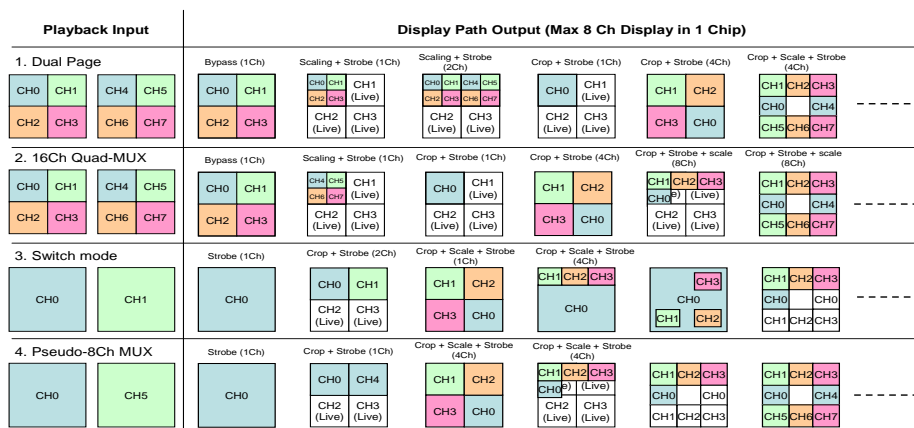 Playback Input
Display Path Output (Max 8 Ch Display in 1 Chip)
1. Dual Page
CH0 CH1
CH2 CH3
CH4 CH5
CH6 CH7
Bypass (1Ch)
CH0 CH1
CH2 CH3
Scaling + Strobe (1Ch)
CH0 CH1
CH2 CH3
CH1
(Live)
CH2
(Live)
CH3
(Live)
Scaling + Strobe
(2Ch)
CH0 CH1 CH4 CH5
CH2 CH3 CH6 CH7
CH2
(Live)
CH3
(Live)
Crop + Strobe (1Ch)
CH0
CH1
(Live)
CH2
(Live)
CH3
(Live)
Crop + Strobe (4Ch)
CH1 CH2
CH3 CH0
Crop + Scale + Strobe
(4Ch)
CH1 CH2 CH3
CH0 CH4
CH5 CH6 CH7
2. 16Ch Quad-MUX
CH0 CH1
CH2 CH3
CH4 CH5
CH6 CH7
Bypass (1Ch)
CH0 CH1
CH2 CH3
Scaling + Strobe (1Ch)
CH4 CH5
CH6 CH7
CH1
(Live)
CH2
(Live)
CH3
(Live)
Crop + Strobe (1Ch)
CH0
CH1
(Live)
CH2
(Live)
CH3
(Live)
Crop + Strobe (4Ch)
CH1 CH2
CH3 CH0
Crop + Strobe + scale
(8Ch)
CH1 CH2 CH3
CH0 e) (Live)
CH2
(Live)
CH3
(Live)
Crop + Strobe + scale
(8Ch)
CH1 CH2 CH3
CH0 CH4
CH5 CH6 CH7
3. Switch mode
CH0
CH1
Strobe (1Ch)
CH0
Crop + Strobe (2Ch)
CH0 CH1
CH2
(Live)
CH3
(Live)
Crop + Scale + Strobe
(1Ch)
CH1 CH2
CH3 CH0
Crop + Scale + Strobe
(4Ch)
CH1 CH2 CH3
CH0
CH3
CH0
CH1 CH2
CH1 CH2 CH3
CH0 CH0
CH1 CH2 CH3
4. Pseudo-8Ch MUX
CH0
CH5
Strobe (1Ch)
CH0
Crop + Strobe (1Ch)
CH0 CH4
CH2
(Live)
CH3
(Live)
Crop + Scale + Strobe
(4Ch)
CH1 CH2
CH3 CH0
Crop + Scale + Strobe
(4Ch)
CH1 CH2 CH3
CH0 e) (Live)
CH2
(Live)
CH3
(Live)
CH1 CH2 CH3
CH0 CH0
CH1 CH2 CH3
CH1 CH2 CH3
CH0 CH4
CH5 CH6 CH7